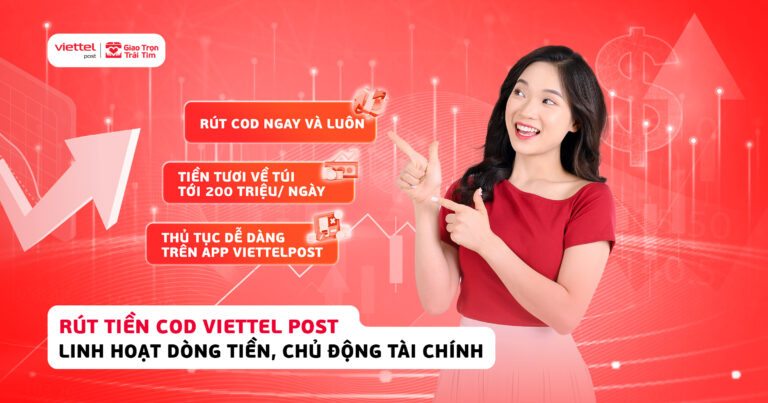 viettel
post
Giao Trọn
Trái Tim
RÚT COD NGAY VÀ LUÔN
TIỀN TƯƠI VỀ TÚI
TỚI 200 TRIỆU/ NGÀY
THỦ TỤC DỄ DÀNG
TRÊN APP VIETTELPOST
RÚT TIỀN COD VIETTEL POST
LINH HOẠT DÒNG TIỀN, CHỦ ĐỘNG TÀI CHÍNH